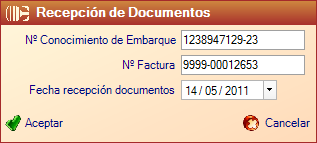 Recepción de Documentos
Nº Conocimiento de Embarque 1238947129-23
Nº Factura 9999-00012653
Fecha recepción documentos 14/05/2011
Aceptar Cancelar